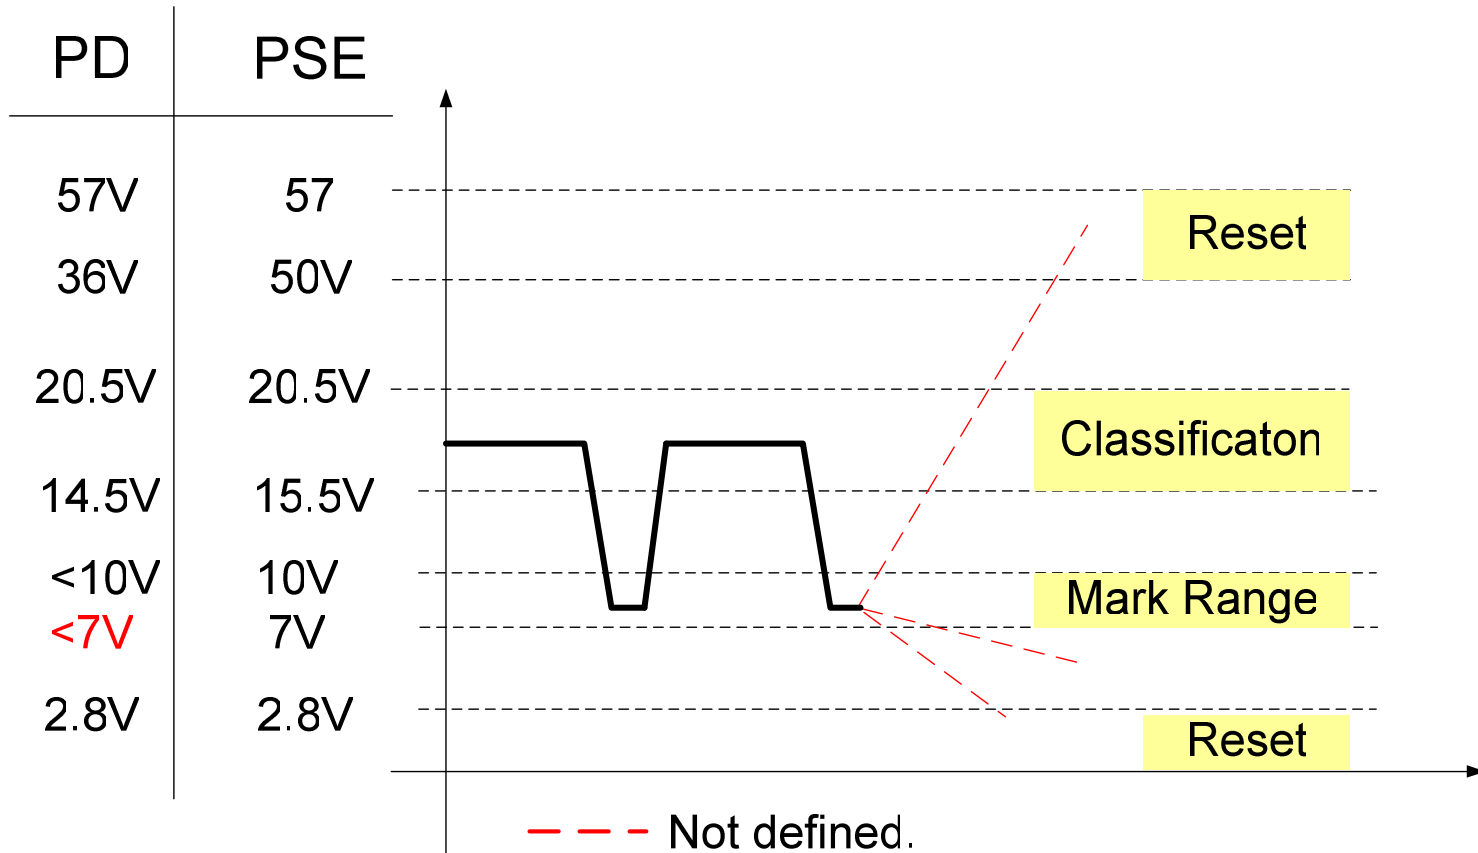 PD PSE
57V 57
Reset
36V 50V
20.5V 20.5V
Classificaton
14.5V 15.5V
<10V 10V
Mark Range
<7V 7V
2.8V 2.8V
Reset
Not defined.